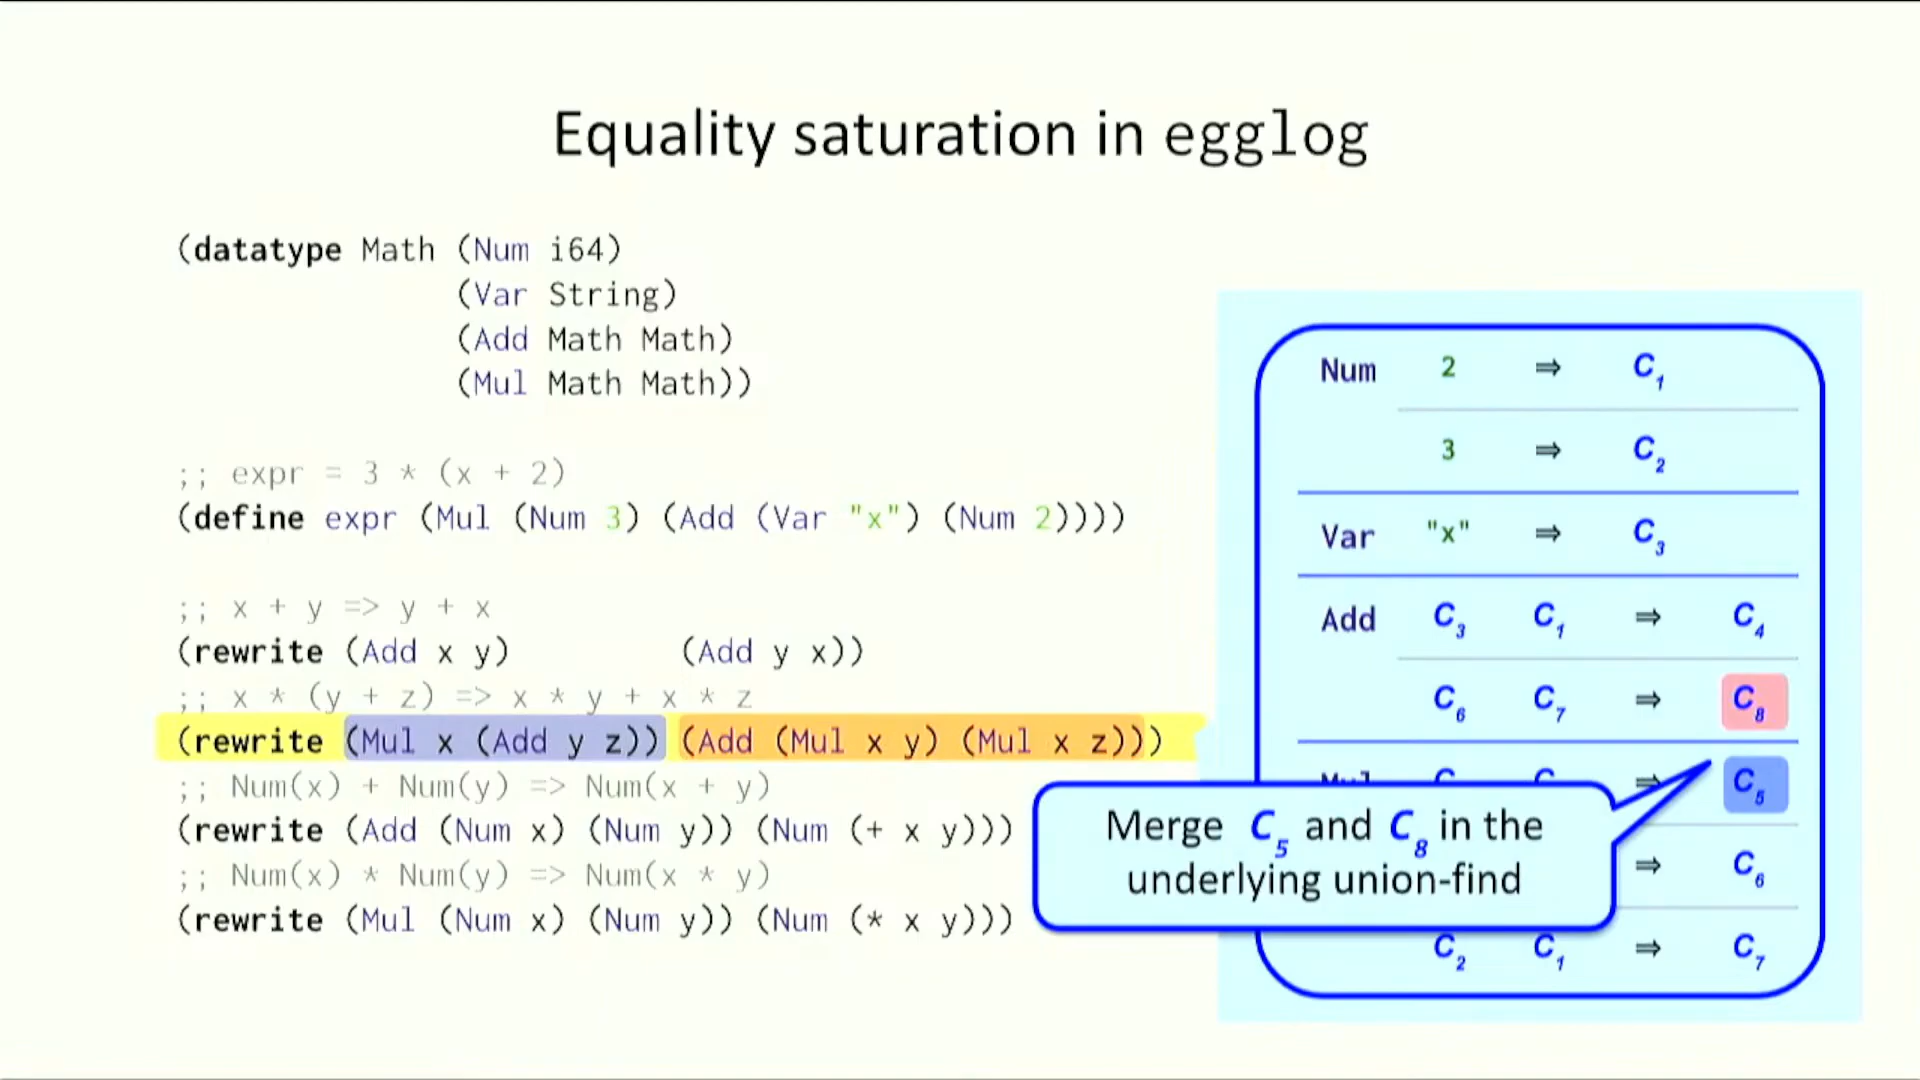 Equality saturation in egglog
(datatype Math (Num i64)
(Var String)
(Add Math Math)
(Mul Math Math))
;; expr = 3 * (x + 2)
(define expr (Mul (Num 3) (Add (Var "x") (Num 2))))
;; x + y => y + x
(rewrite (Add x y) (Add y x))
;; x * (y + z) => x * y + x * z
(rewrite (Mul x (Add y z)) (Add (Mul x y) (Mul x z)))
;; Num(x) + Num(y) => Num(x + y)
(rewrite (Add (Num x) (Num y)) (Num (+ x y)))
;; Num(x) * Num(y) => Num(x * y)
(rewrite (Mul (Num x) (Num y)) (Num (* x y)))
Num 2 ⇒ C₁
3 ⇒ C₂
Var "x" ⇒ C₃
Add C₃ C₁ ⇒ C₄
C₆ C₇ ⇒ C₈
⇒ C₅
Merge C₅ and C₈ in the
underlying union-find
⇒ C₆
C₂ C₁ ⇒ C₇